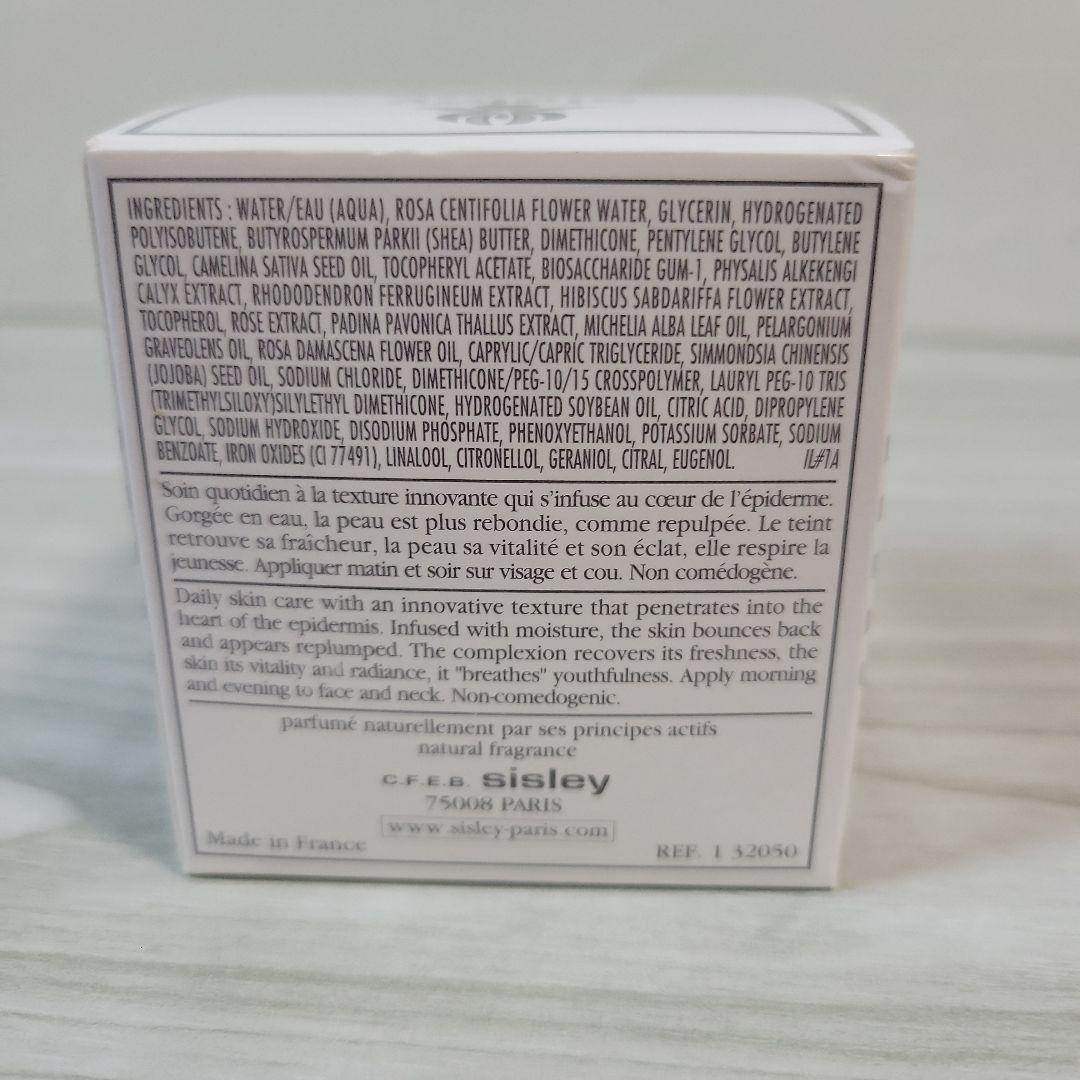 INGREDIENTS : WATER/EAU (AQUA), ROSA CENTIFOLIA FLOWER WATER, GLYCERIN, HYDROGENATED
POLYISOBUTENE, BUTYROSPERMUM PARKII (SHEA) BUTTER, DIMETHICONE, PENTYLENE GLYCOL, BUTYLENE
GLYCOL, CAMELINA SATIVA SEED OIL, TOCOPHERYL ACETATE, BIOSACCHARIDE GUM-1, PHYSALIS ALKEKENGI
CALYX EXTRACT, RHODODENDRON FERRUGINEUM EXTRACT, HIBISCUS SABDARIFFA FLOWER EXTRACT,
TOCOPHEROL, ROSE EXTRACT, PADINA PAVONICA THALLUS EXTRACT, MICHELIA ALBA LEAF OIL, PELARGONIUM
GRAVEOLENS OIL, ROSA DAMASCENA FLOWER OIL, CAPRYLIC/CAPRIC TRIGLYCERIDE, SIMMONDSIA CHINENSIS
(JOJOBA) SEED OIL, SODIUM CHLORIDE, DIMETHICONE/PEG-10/15 CROSSPOLYMER, LAURYL PEG-10 TRIS
(TRIMETHYLSILOXY)SILYLETHYL DIMETHICONE, HYDROGENATED SOYBEAN OIL, CITRIC ACID, DIPROPYLENE
GLYCOL, SODIUM HYDROXIDE, DISODIUM PHOSPHATE, PHENOXYETHANOL, POTASSIUM SORBATE, SODIUM
BENZOATE, IRON OXIDES (CI 77491), LINALOOL, CITRONELLOL, GERANIOL, CITRAL, EUGENOL. IL#1A
Soin quotidien à la texture innovante qui s'infuse au cœur de l'épiderme.
Gorgée en eau, la peau est plus rebondie, comme repulpée. Le teint
retrouve sa fraîcheur, la peau sa vitalité et son éclat, elle respire la
jeunesse. Appliquer matin et soir sur visage et cou. Non comédogène.
Daily skin care with an innovative texture that penetrates into the
heart of the epidermis. Infused with moisture, the skin bounces back
and appears replumped. The complexion recovers its freshness, the
skin its vitality and radiance, it "breathes" youthfulness. Apply morning
and evening to face and neck. Non-comedogenic.
parfumé naturellement par ses principes actifs
natural fragrance
C.F.E.B. sisley
75008 PARIS
www.sisley-paris.com
Made in France REF. 1 32050